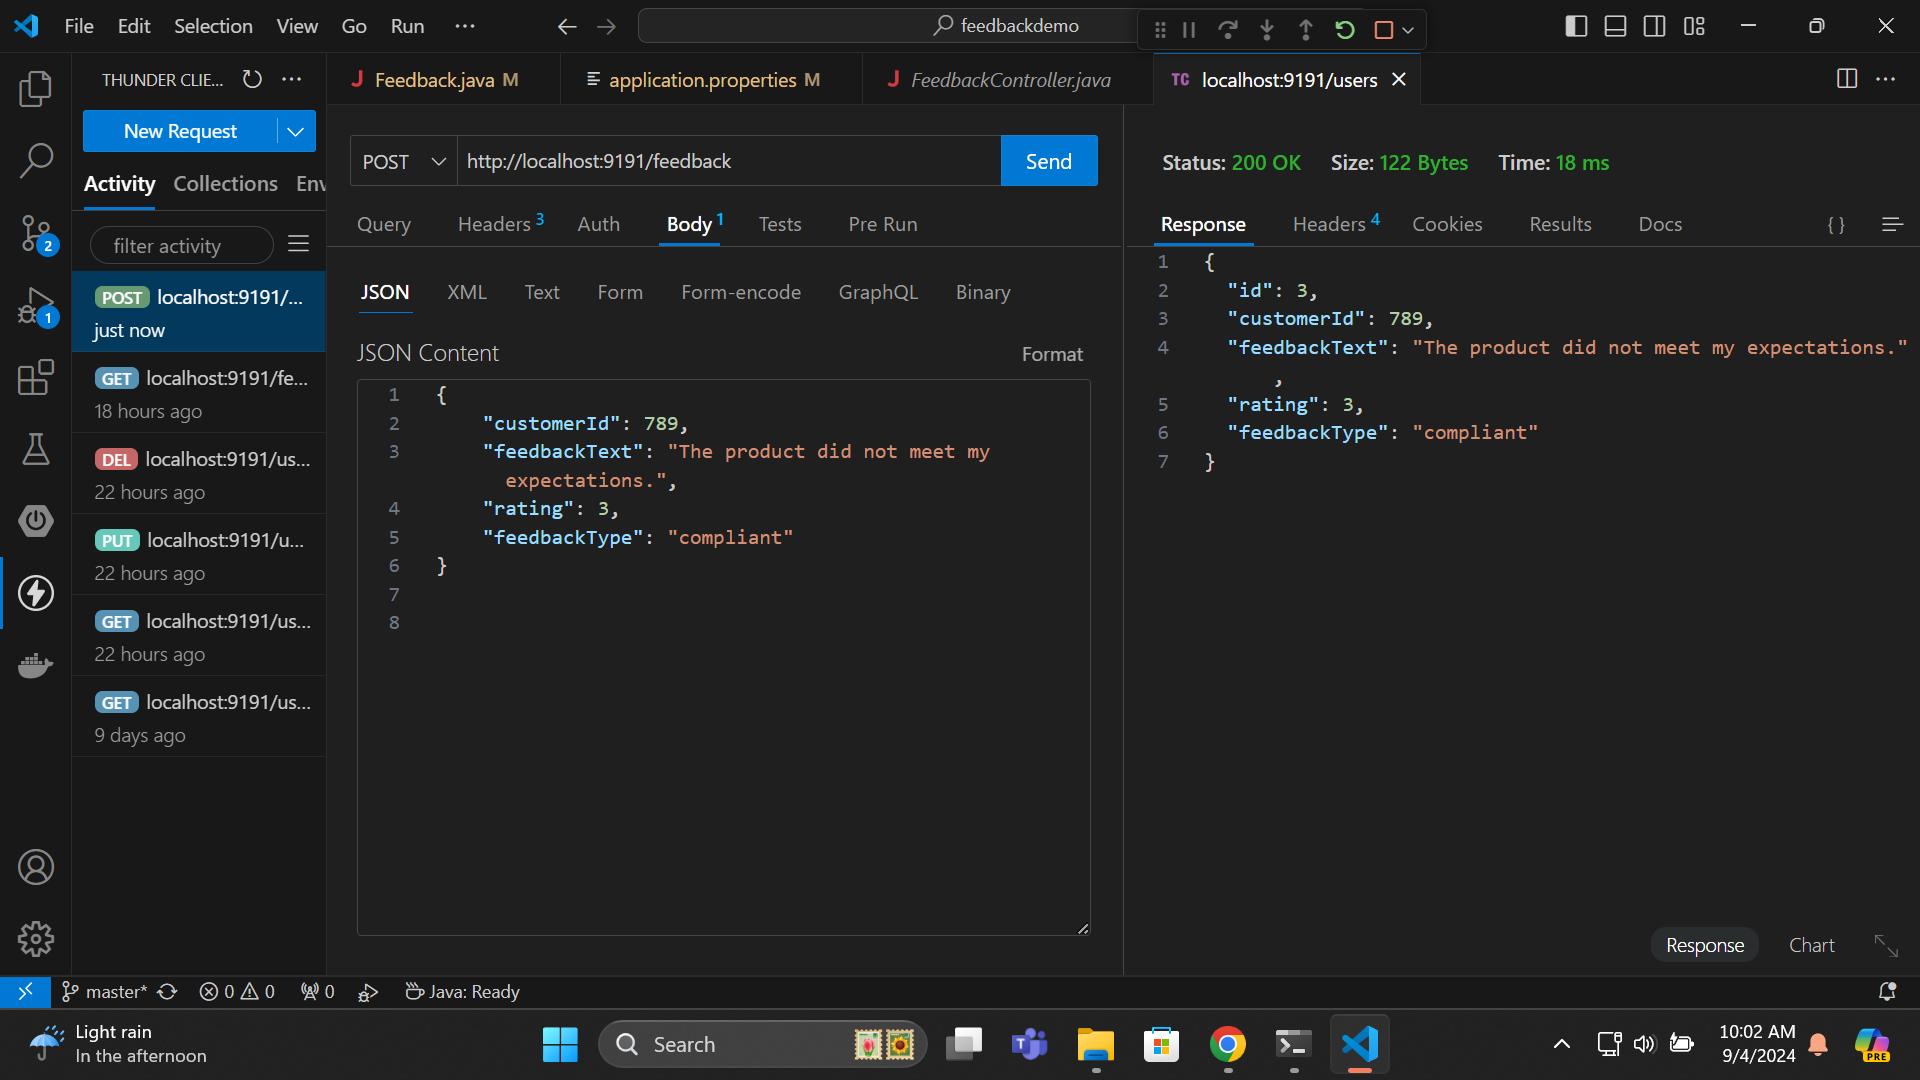 File Edit Selection View Go Run ···
feedbackdemo
THUNDER CLIE...
Feedback.java M
application.properties M
FeedbackController.java
TC localhost:9191/users
New Request
Activity Collections Env
filter activity
POST localhost:9191/...
just now
GET localhost:9191/fe...
18 hours ago
DEL localhost:9191/us...
22 hours ago
PUT localhost:9191/u...
22 hours ago
GET localhost:9191/us...
22 hours ago
GET localhost:9191/us...
9 days ago
2
1
POST http://localhost:9191/feedback Send
Query Headers 3 Auth Body 1 Tests Pre Run
JSON XML Text Form Form-encode GraphQL Binary
JSON Content Format
1 {
2 "customerId": 789,
3 "feedbackText": "The product did not meet my
expectations.",
4 "rating": 3,
5 "feedbackType": "compliant"
6 }
7
8
Status: 200 OK Size: 122 Bytes Time: 18 ms
Response Headers 4 Cookies Results Docs { }
1 {
2 "id": 3,
3 "customerId": 789,
4 "feedbackText": "The product did not meet my expectations."
,
5 "rating": 3,
6 "feedbackType": "compliant"
7 }
Response Chart
master* 0 0 0 Java: Ready
Light rain
In the afternoon
Search
10:02 AM
9/4/2024
PRE